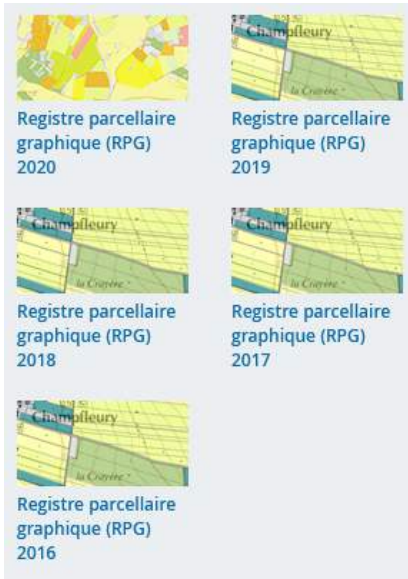 Registre parcellaire
graphique (RPG)
2020
Champfleury
la Crayère
Registre parcellaire
graphique (RPG)
2019
Champfleury
la Crayère
Registre parcellaire
graphique (RPG)
2018
Champfleury
la Crayère
Registre parcellaire
graphique (RPG)
2017
Champfleury
la Crayère
Registre parcellaire
graphique (RPG)
2016